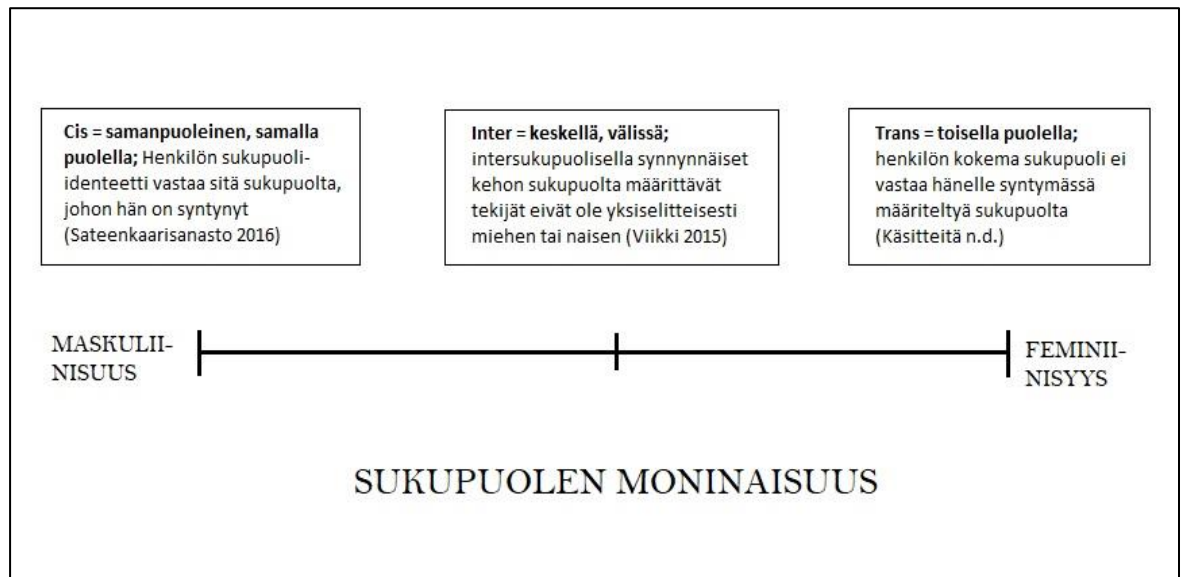 Cis = samanpuoleinen, samalla
puolella; Henkilön sukupuoli-
identeetti vastaa sitä sukupuolta,
johon hän on syntynyt
(Sateenkaarisanasto 2016)
Inter = keskellä, välissä;
intersukupuolisella synnynnäiset
kehon sukupuolta määrittävät
tekijät eivät ole yksiselitteisesti
miehen tai naisen (Viikki 2015)
Trans = toisella puolella;
henkilön kokema sukupuoli ei
vastaa hänelle syntymässä
määriteltyä sukupuolta
(Käsitteitä n.d.)
MASKULII-
NISUUS
FEMINII-
NISYYS
SUKUPUOLEN MONINAISUUS